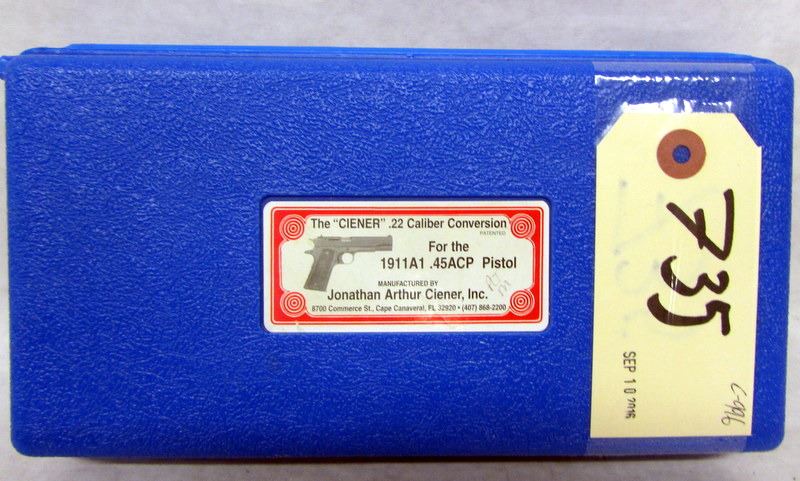 The "CIENER" .22 Caliber Conversion
PATENTED
For the
1911A1 .45ACP Pistol
MANUFACTURED BY
Jonathan Arthur Ciener, Inc.
8700 Commerce St., Cape Canaveral, FL 32920 • (407) 868-2200
735
SEP 10 2016
C-996